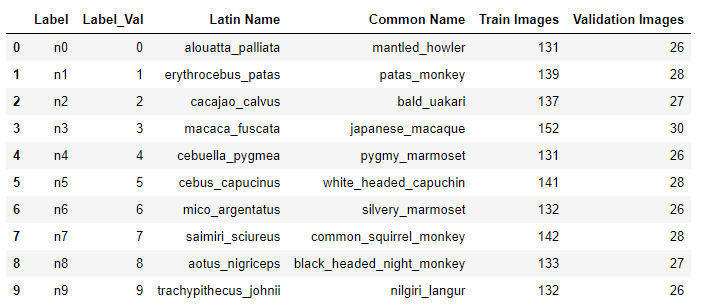 Label Label_Val Latin Name Common Name Train Images Validation Images
0 n0 0 alouatta_palliata mantled_howler 131 26
1 n1 1 erythrocebus_patas patas_monkey 139 28
2 n2 2 cacajao_calvus bald_uakari 137 27
3 n3 3 macaca_fuscata japanese_macaque 152 30
4 n4 4 cebuella_pygmea pygmy_marmoset 131 26
5 n5 5 cebus_capucinus white_headed_capuchin 141 28
6 n6 6 mico_argentatus silvery_marmoset 132 26
7 n7 7 saimiri_sciureus common_squirrel_monkey 142 28
8 n8 8 aotus_nigriceps black_headed_night_monkey 133 27
9 n9 9 trachypithecus_johnii nilgiri_langur 132 26